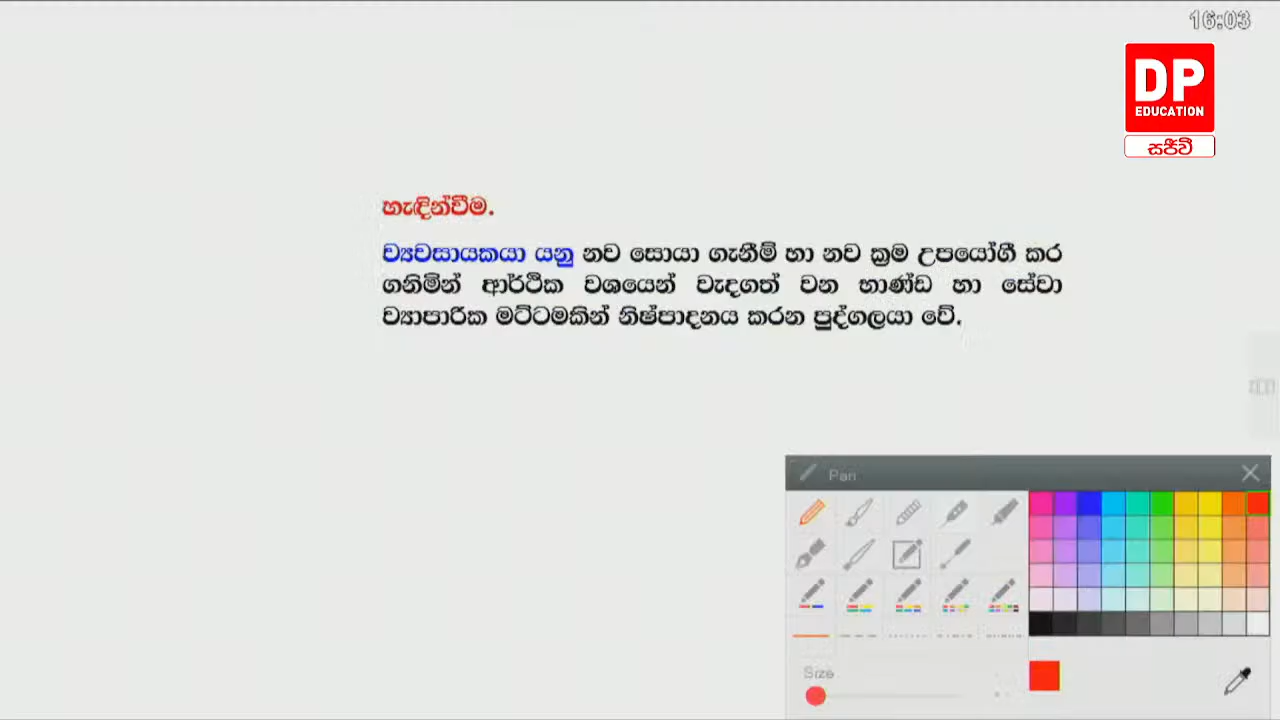 16:03
DP
EDUCATION
සජීවී
හැඳින්වීම.
ව්‍යවසායකයා යනු නව සොයා ගැනීම් හා නව ක්‍රම උපයෝගී කර
ගනිමින් ආර්ථික වශයෙන් වැදගත් වන භාණ්ඩ හා සේවා
ව්‍යාපාරික මට්ටමකින් නිෂ්පාදනය කරන පුද්ගලයා වේ.
Pen
Size